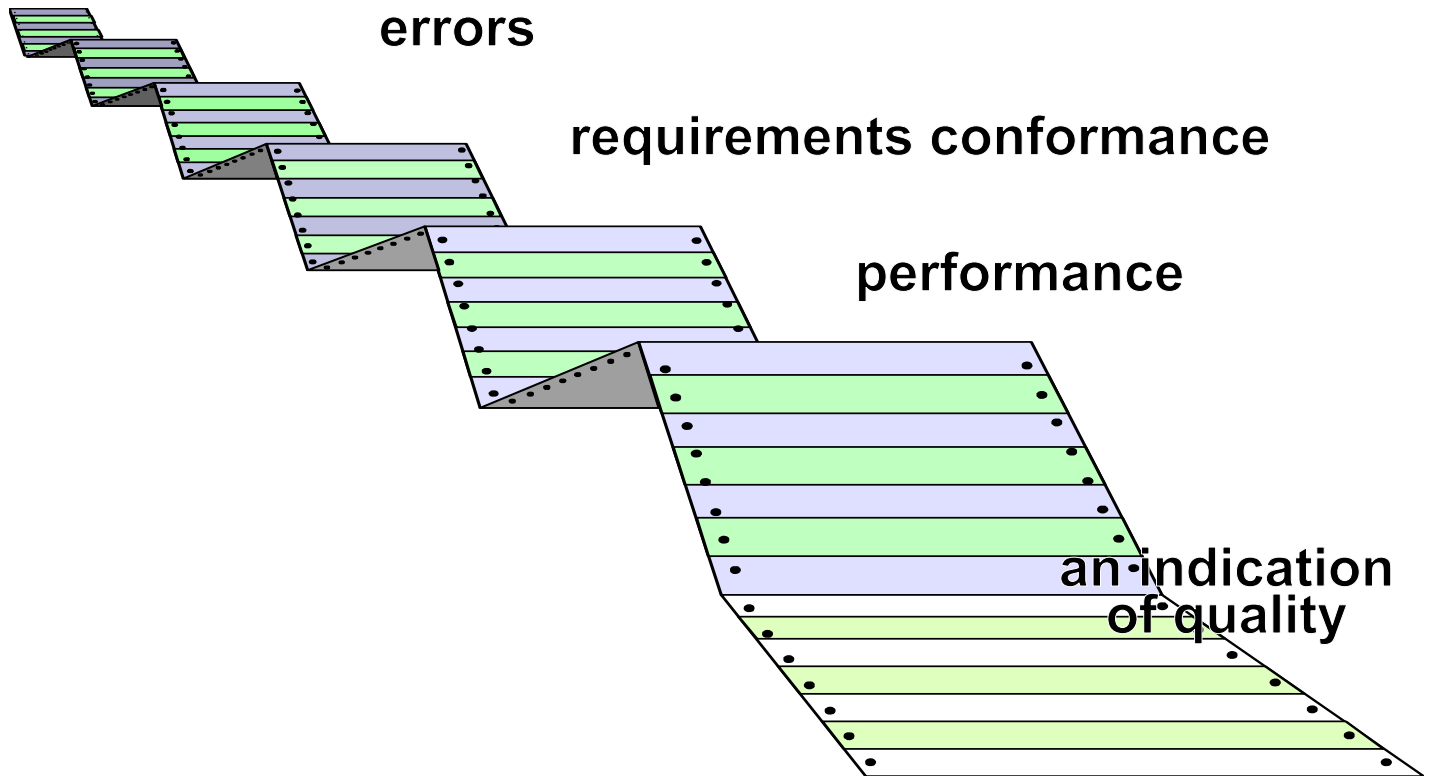 errors
requirements conformance
performance
an indication
of quality